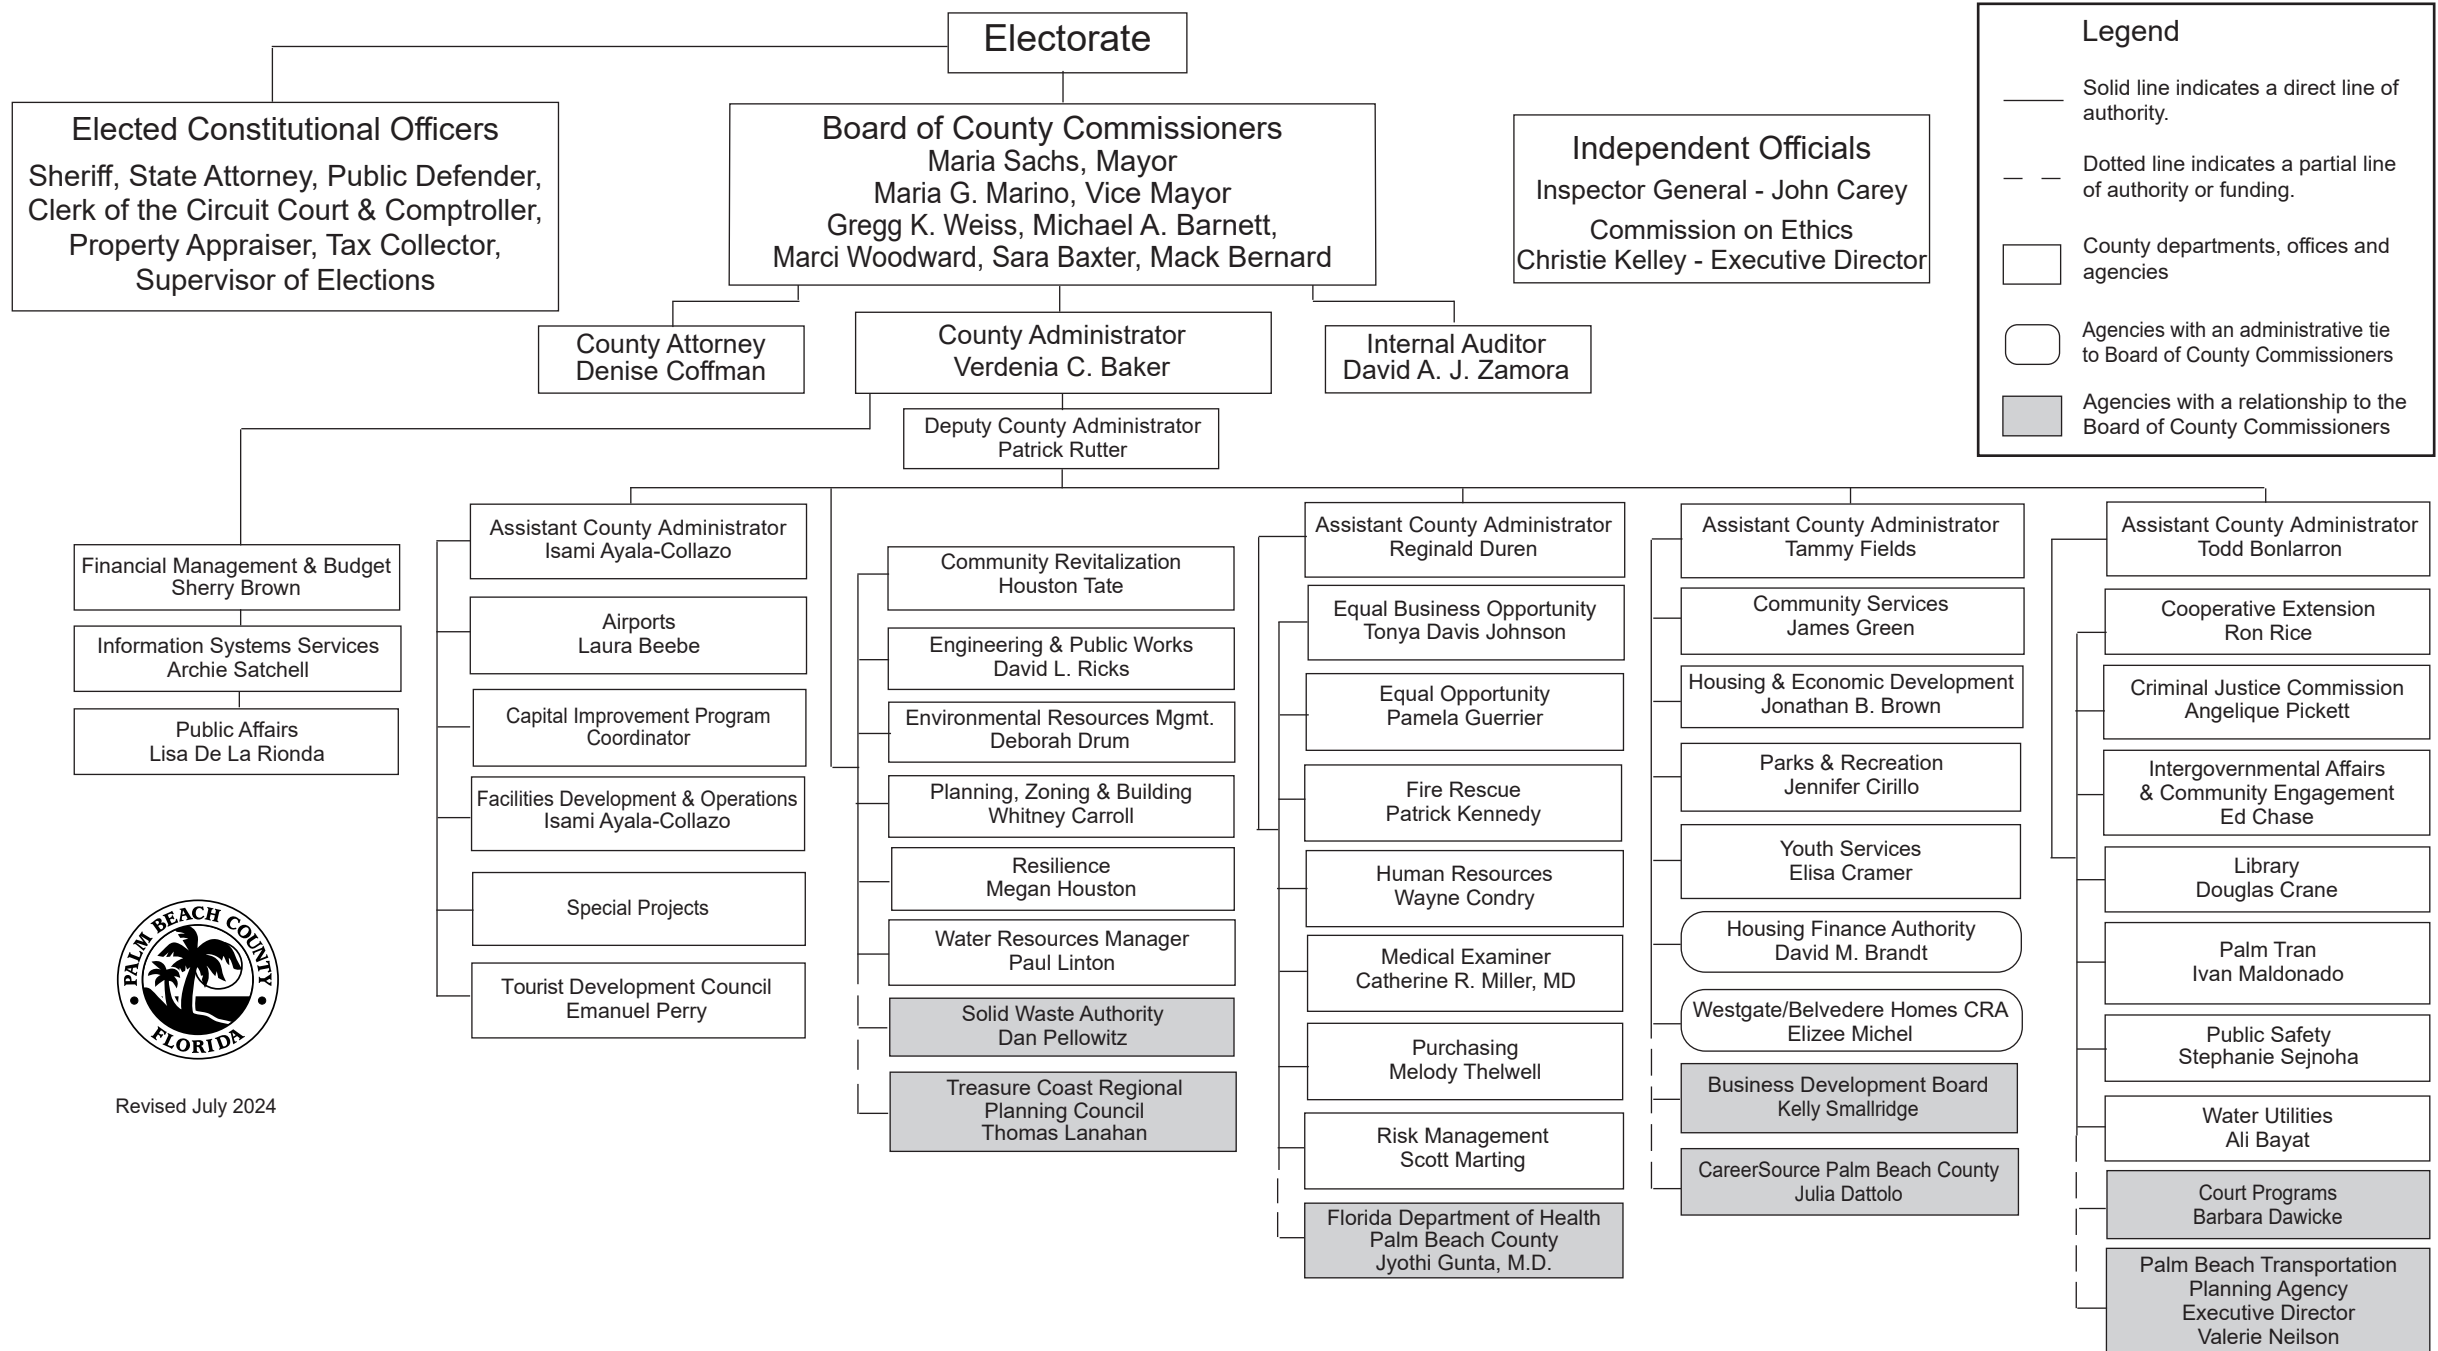 Electorate
Elected Constitutional Officers
Sheriff, State Attorney, Public Defender,
Clerk of the Circuit Court & Comptroller,
Property Appraiser, Tax Collector,
Supervisor of Elections
Board of County Commissioners
Maria Sachs, Mayor
Maria G. Marino, Vice Mayor
Gregg K. Weiss, Michael A. Barnett,
Marci Woodward, Sara Baxter, Mack Bernard
Independent Officials
Inspector General - John Carey
Commission on Ethics
Christie Kelley - Executive Director
Legend
Solid line indicates a direct line of
authority.
Dotted line indicates a partial line
of authority or funding.
County departments, offices and
agencies
Agencies with an administrative tie
to Board of County Commissioners
Agencies with a relationship to the
Board of County Commissioners
County Attorney
Denise Coffman
County Administrator
Verdenia C. Baker
Internal Auditor
David A. J. Zamora
Deputy County Administrator
Patrick Rutter
Financial Management & Budget
Sherry Brown
Information Systems Services
Archie Satchell
Public Affairs
Lisa De La Rionda
Assistant County Administrator
Isami Ayala-Collazo
Airports
Laura Beebe
Capital Improvement Program
Coordinator
Facilities Development & Operations
Isami Ayala-Collazo
Special Projects
Tourist Development Council
Emanuel Perry
Community Revitalization
Houston Tate
Engineering & Public Works
David L. Ricks
Environmental Resources Mgmt.
Deborah Drum
Planning, Zoning & Building
Whitney Carroll
Resilience
Megan Houston
Water Resources Manager
Paul Linton
Solid Waste Authority
Dan Pellowitz
Treasure Coast Regional
Planning Council
Thomas Lanahan
Assistant County Administrator
Reginald Duren
Equal Business Opportunity
Tonya Davis Johnson
Equal Opportunity
Pamela Guerrier
Fire Rescue
Patrick Kennedy
Human Resources
Wayne Condry
Medical Examiner
Catherine R. Miller, MD
Purchasing
Melody Thelwell
Risk Management
Scott Marting
Florida Department of Health
Palm Beach County
Jyothi Gunta, M.D.
Assistant County Administrator
Tammy Fields
Community Services
James Green
Housing & Economic Development
Jonathan B. Brown
Parks & Recreation
Jennifer Cirillo
Youth Services
Elisa Cramer
Housing Finance Authority
David M. Brandt
Westgate/Belvedere Homes CRA
Elizee Michel
Business Development Board
Kelly Smallridge
CareerSource Palm Beach County
Julia Dattolo
Assistant County Administrator
Todd Bonlarron
Cooperative Extension
Ron Rice
Criminal Justice Commission
Angelique Pickett
Intergovernmental Affairs
& Community Engagement
Ed Chase
Library
Douglas Crane
Palm Tran
Ivan Maldonado
Public Safety
Stephanie Sejnoha
Water Utilities
Ali Bayat
Court Programs
Barbara Dawicke
Palm Beach Transportation
Planning Agency
Executive Director
Valerie Neilson
PALM BEACH COUNTY
FLORIDA
Revised July 2024